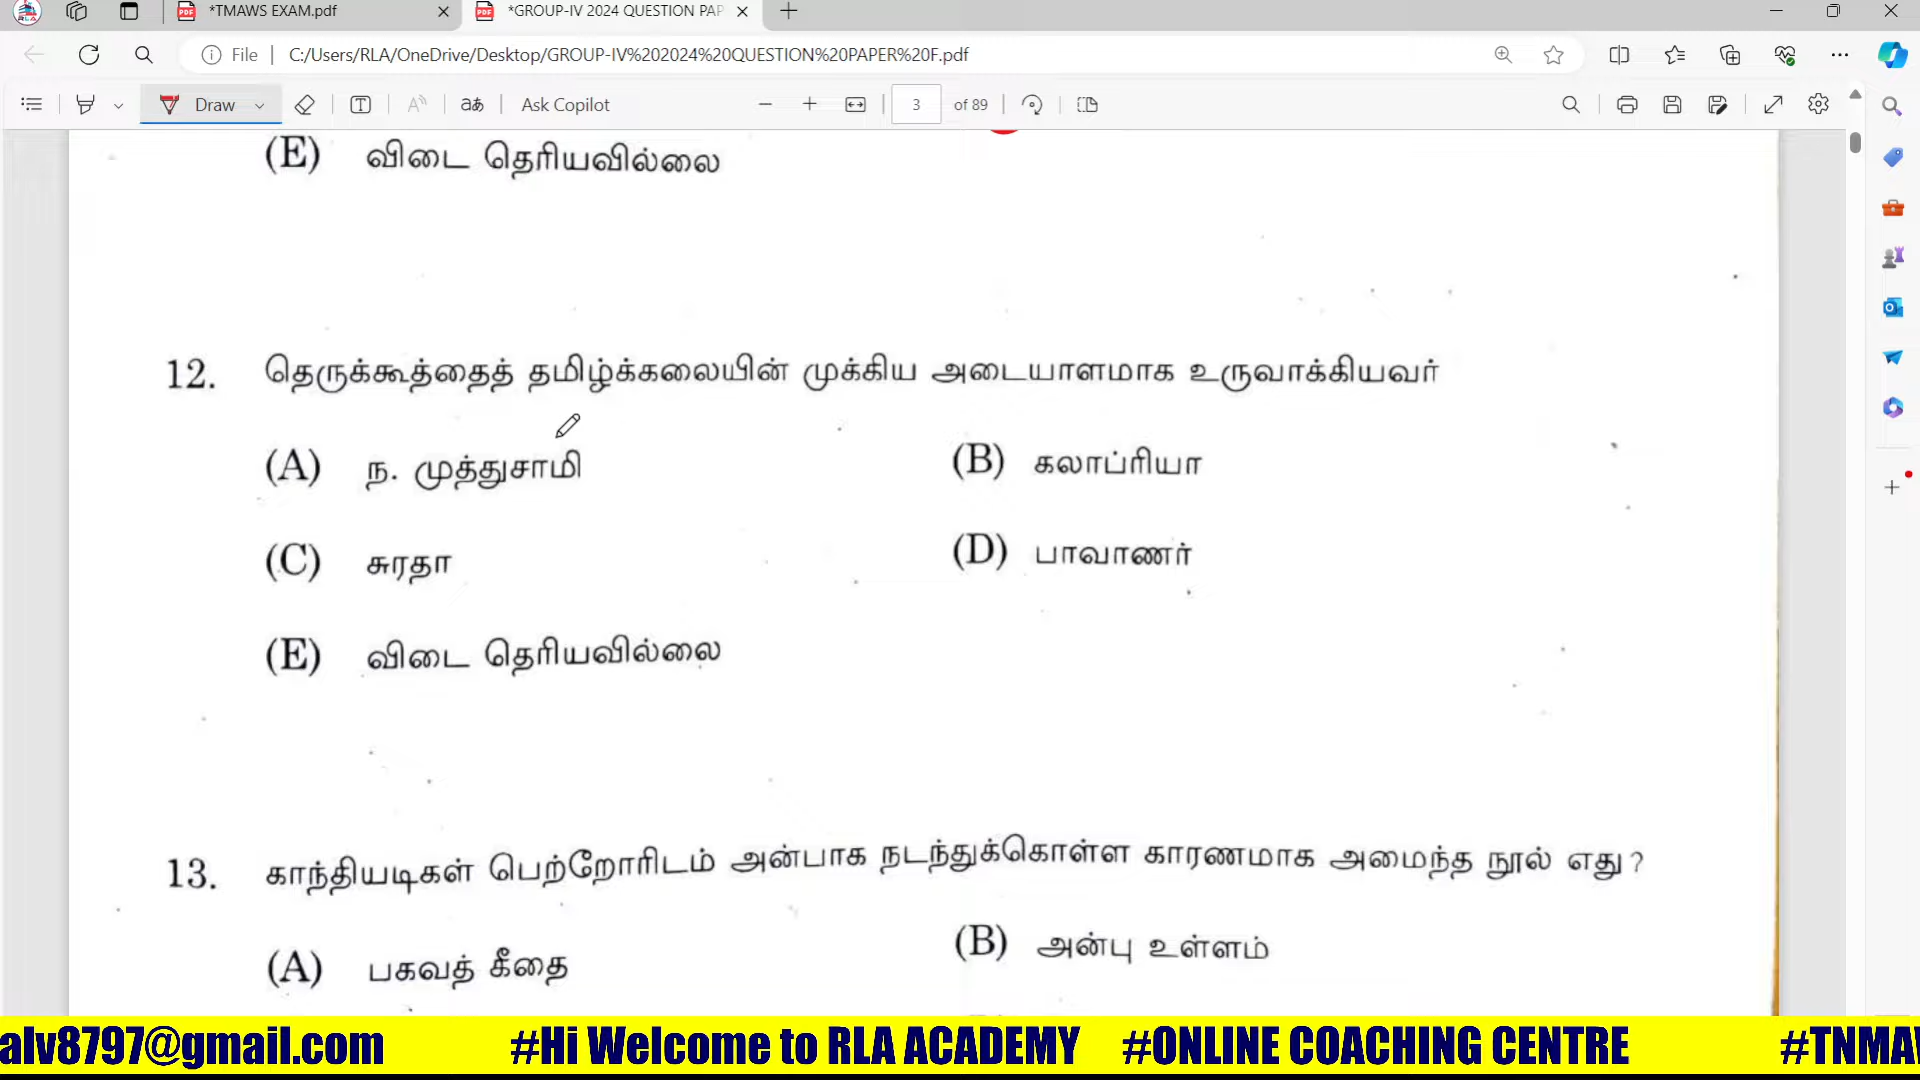 *TMAWS EXAM.pdf
*GROUP-IV 2024 QUESTION PAP
File
C:/Users/RLA/OneDrive/Desktop/GROUP-IV%202024%20QUESTION%20PAPER%20F.pdf
Draw
Ask Copilot
3 of 89
(E) விடை தெரியவில்லை
12. தெருக்கூத்தைத் தமிழ்க்கலையின் முக்கிய அடையாளமாக உருவாக்கியவர்
(A) ந. முத்துசாமி (B) கலாப்ரியா
(C) சுரதா (D) பாவாணர்
(E) விடை தெரியவில்லை
13. காந்தியடிகள் பெற்றோரிடம் அன்பாக நடந்துக்கொள்ள காரணமாக அமைந்த நூல் எது?
(A) பகவத் கீதை (B) அன்பு உள்ளம்
alv8797@gmail.com #Hi Welcome to RLA ACADEMY #ONLINE COACHING CENTRE #TNMAW